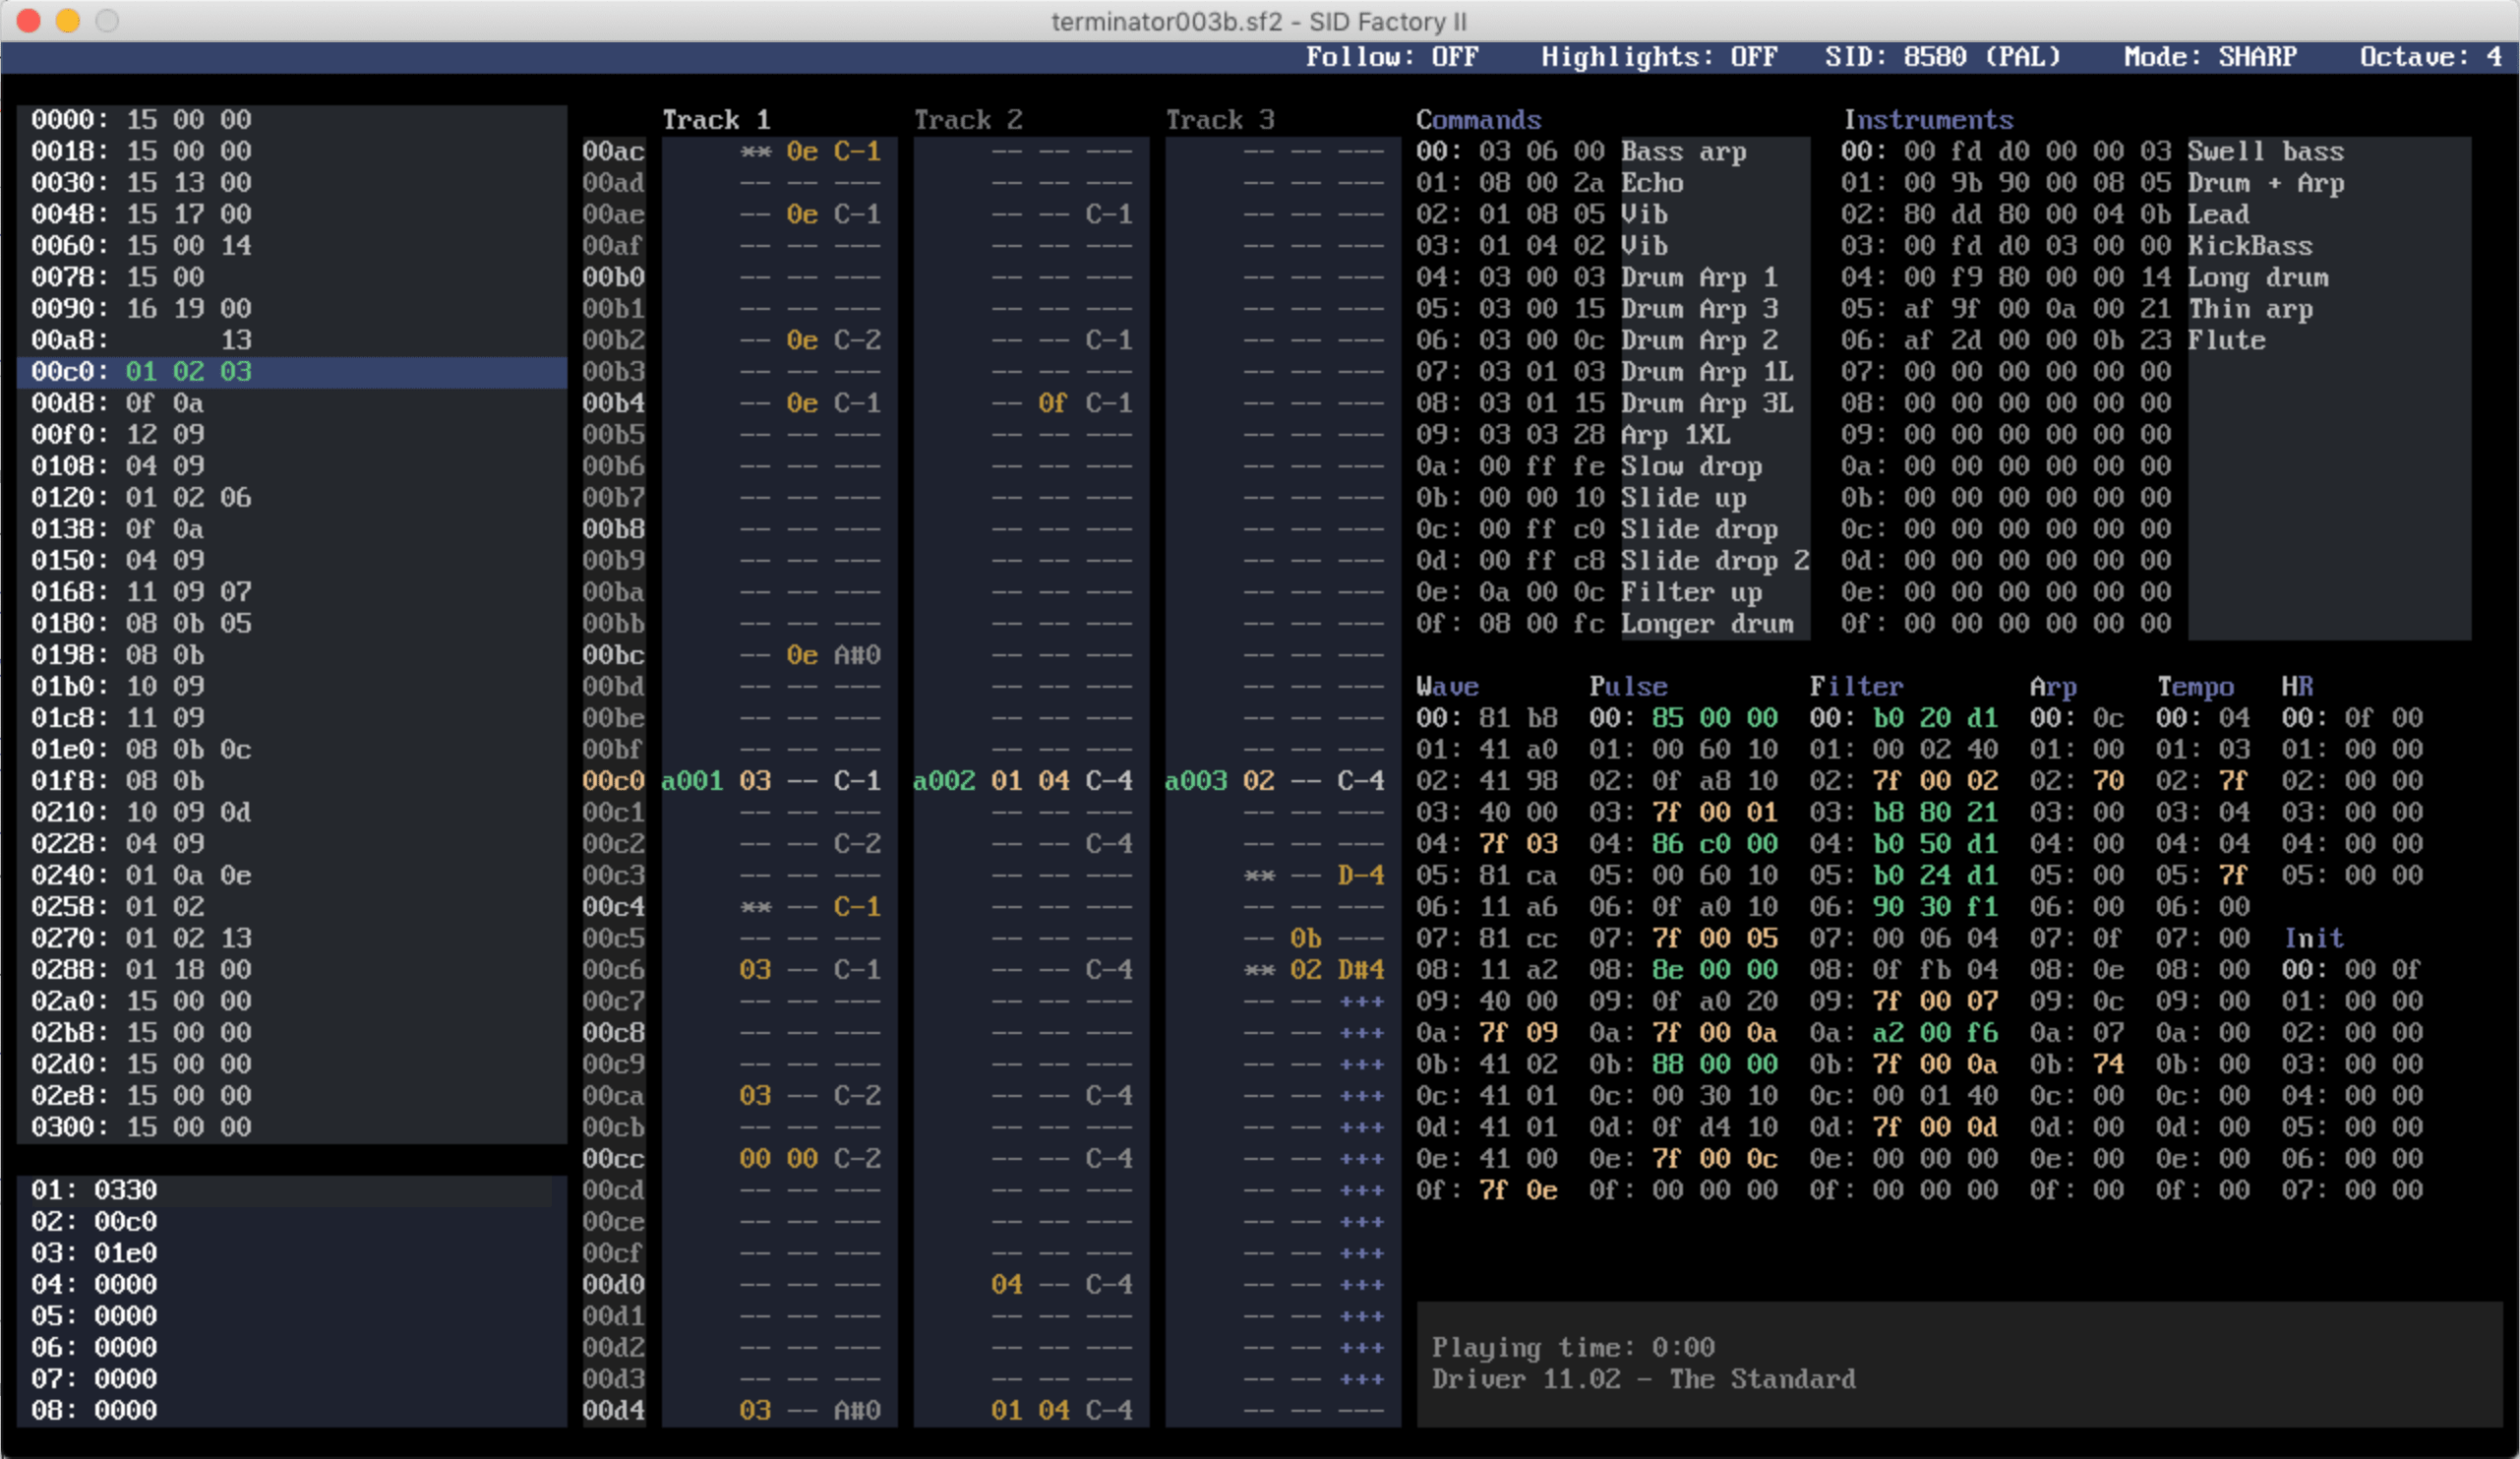 terminator003b.sf2 - SID Factory II
Follow: OFF Highlights: OFF SID: 8580 (PAL) Mode: SHARP Octave: 4
0000: 15 00 00
0018: 15 00 00
0030: 15 13 00
0048: 15 17 00
0060: 15 00 14
0078: 15 00
0090: 16 19 00
00a8: 13
00c0: 01 02 03
00d8: 0f 0a
00f0: 12 09
0108: 04 09
0120: 01 02 06
0138: 0f 0a
0150: 04 09
0168: 11 09 07
0180: 08 0b 05
0198: 08 0b
01b0: 10 09
01c8: 11 09
01e0: 08 0b 0c
01f8: 08 0b
0210: 10 09 0d
0228: 04 09
0240: 01 0a 0e
0258: 01 02
0270: 01 02 13
0288: 01 18 00
02a0: 15 00 00
02b8: 15 00 00
02d0: 15 00 00
02e8: 15 00 00
0300: 15 00 00
01: 0330
02: 00c0
03: 01e0
04: 0000
05: 0000
06: 0000
07: 0000
08: 0000
Track 1 Track 2 Track 3
00ac ** 0e C-1 -- -- --- -- -- ---
00ad -- -- --- -- -- --- -- -- ---
00ae -- 0e C-1 -- -- C-1 -- -- ---
00af -- -- --- -- -- --- -- -- ---
00b0 -- -- --- -- -- --- -- -- ---
00b1 -- -- --- -- -- --- -- -- ---
00b2 -- 0e C-2 -- -- C-1 -- -- ---
00b3 -- -- --- -- -- --- -- -- ---
00b4 -- 0e C-1 -- 0f C-1 -- -- ---
00b5 -- -- --- -- -- --- -- -- ---
00b6 -- -- --- -- -- --- -- -- ---
00b7 -- -- --- -- -- --- -- -- ---
00b8 -- -- --- -- -- --- -- -- ---
00b9 -- -- --- -- -- --- -- -- ---
00ba -- -- --- -- -- --- -- -- ---
00bb -- -- --- -- -- --- -- -- ---
00bc -- 0e A#0 -- -- --- -- -- ---
00bd -- -- --- -- -- --- -- -- ---
00be -- -- --- -- -- --- -- -- ---
00bf -- -- --- -- -- --- -- -- ---
00c0 a001 03 -- C-1 a002 01 04 C-4 a003 02 -- C-4
00c1 -- -- --- -- -- --- -- -- ---
00c2 -- -- C-2 -- -- C-4 -- -- ---
00c3 -- -- --- -- -- --- ** -- D-4
00c4 ** -- C-1 -- -- --- -- -- ---
00c5 -- -- --- -- -- --- -- 0b ---
00c6 03 -- C-1 -- -- C-4 ** 02 D#4
00c7 -- -- --- -- -- --- -- -- +++
00c8 -- -- --- -- -- --- -- -- +++
00c9 -- -- --- -- -- --- -- -- +++
00ca 03 -- C-2 -- -- C-4 -- -- +++
00cb -- -- --- -- -- --- -- -- +++
00cc 00 00 C-2 -- -- C-4 -- -- +++
00cd -- -- --- -- -- --- -- -- +++
00ce -- -- --- -- -- --- -- -- +++
00cf -- -- --- -- -- --- -- -- +++
00d0 -- -- --- 04 -- C-4 -- -- +++
00d1 -- -- --- -- -- --- -- -- +++
00d2 -- -- --- -- -- --- -- -- +++
00d3 -- -- --- -- -- --- -- -- +++
00d4 03 -- A#0 01 04 C-4 -- -- ---
Commands
00: 03 06 00 Bass arp
01: 08 00 2a Echo
02: 01 08 05 Vib
03: 01 04 02 Vib
04: 03 00 03 Drum Arp 1
05: 03 00 15 Drum Arp 3
06: 03 00 0c Drum Arp 2
07: 03 01 03 Drum Arp 1L
08: 03 01 15 Drum Arp 3L
09: 03 03 28 Arp 1XL
0a: 00 ff fe Slow drop
0b: 00 00 10 Slide up
0c: 00 ff c0 Slide drop
0d: 00 ff c8 Slide drop 2
0e: 0a 00 0c Filter up
0f: 08 00 fc Longer drum
Instruments
00: 00 fd d0 00 00 03 Swell bass
01: 00 9b 90 00 08 05 Drum + Arp
02: 80 dd 80 00 04 0b Lead
03: 00 fd d0 03 00 00 KickBass
04: 00 f9 80 00 00 14 Long drum
05: af 9f 00 0a 00 21 Thin arp
06: af 2d 00 00 0b 23 Flute
07: 00 00 00 00 00 00
08: 00 00 00 00 00 00
09: 00 00 00 00 00 00
0a: 00 00 00 00 00 00
0b: 00 00 00 00 00 00
0c: 00 00 00 00 00 00
0d: 00 00 00 00 00 00
0e: 00 00 00 00 00 00
0f: 00 00 00 00 00 00
Wave
00: 81 b8
01: 41 a0
02: 41 98
03: 40 00
04: 7f 03
05: 81 ca
06: 11 a6
07: 81 cc
08: 11 a2
09: 40 00
0a: 7f 09
0b: 41 02
0c: 41 01
0d: 41 01
0e: 41 00
0f: 7f 0e
Pulse
00: 85 00 00
01: 00 60 10
02: 0f a8 10
03: 7f 00 01
04: 86 c0 00
05: 00 60 10
06: 0f a0 10
07: 7f 00 05
08: 8e 00 00
09: 0f a0 20
0a: 7f 00 0a
0b: 88 00 00
0c: 00 30 10
0d: 0f d4 10
0e: 7f 00 0c
0f: 00 00 00
Filter
00: b0 20 d1
01: 00 02 40
02: 7f 00 02
03: b8 80 21
04: b0 50 d1
05: b0 24 d1
06: 90 30 f1
07: 00 06 04
08: 0f fb 04
09: 7f 00 07
0a: a2 00 f6
0b: 7f 00 0a
0c: 00 01 40
0d: 7f 00 0d
0e: 00 00 00
0f: 00 00 00
Arp
00: 0c
01: 00
02: 70
03: 00
04: 00
05: 00
06: 00
07: 0f
08: 0e
09: 0c
0a: 07
0b: 74
0c: 00
0d: 00
0e: 00
0f: 00
Tempo
00: 04
01: 03
02: 7f
03: 04
04: 04
05: 7f
06: 00
07: 00
08: 00
09: 00
0a: 00
0b: 00
0c: 00
0d: 00
0e: 00
0f: 00
HR
00: 0f 00
01: 00 00
02: 00 00
03: 00 00
04: 00 00
05: 00 00
Init
00: 00 0f
01: 00 00
02: 00 00
03: 00 00
04: 00 00
05: 00 00
06: 00 00
07: 00 00
Playing time: 0:00
Driver 11.02 - The Standard